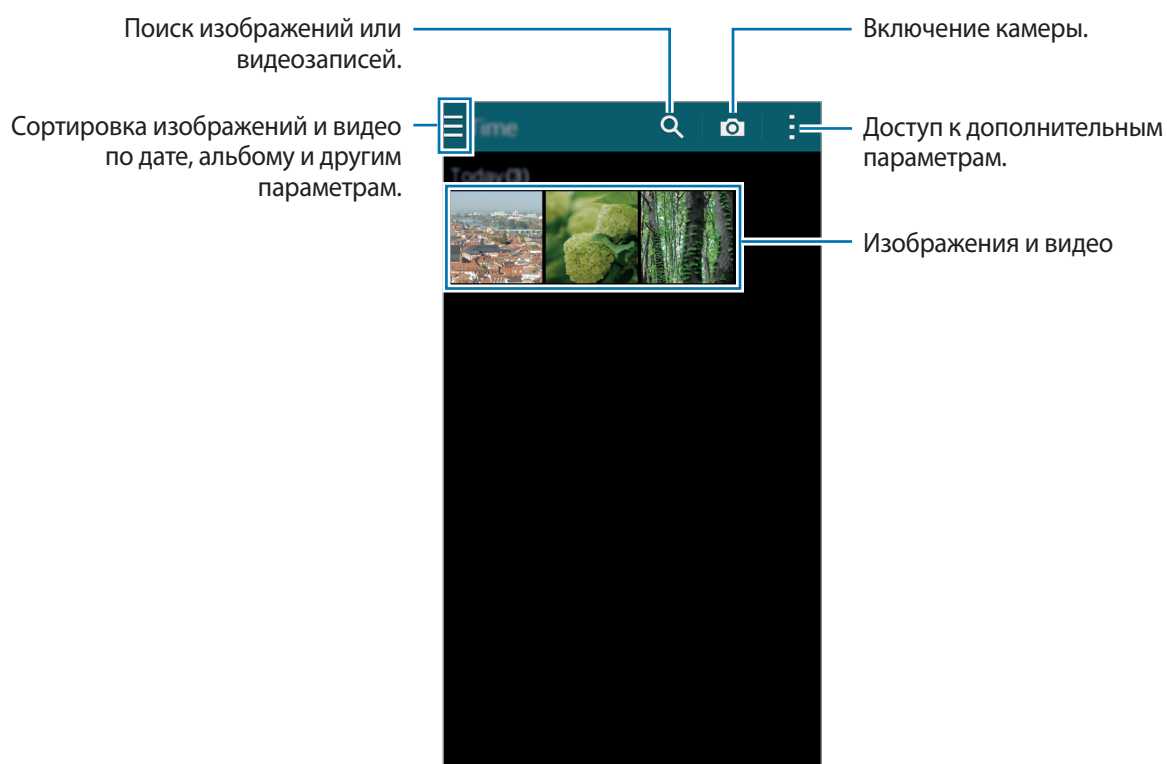 Поиск изображений или
видеозаписей.
Включение камеры.
Сортировка изображений и видео
по дате, альбому и другим
параметрам.
Time
Доступ к дополнительным
параметрам.
Today(3)
Изображения и видео